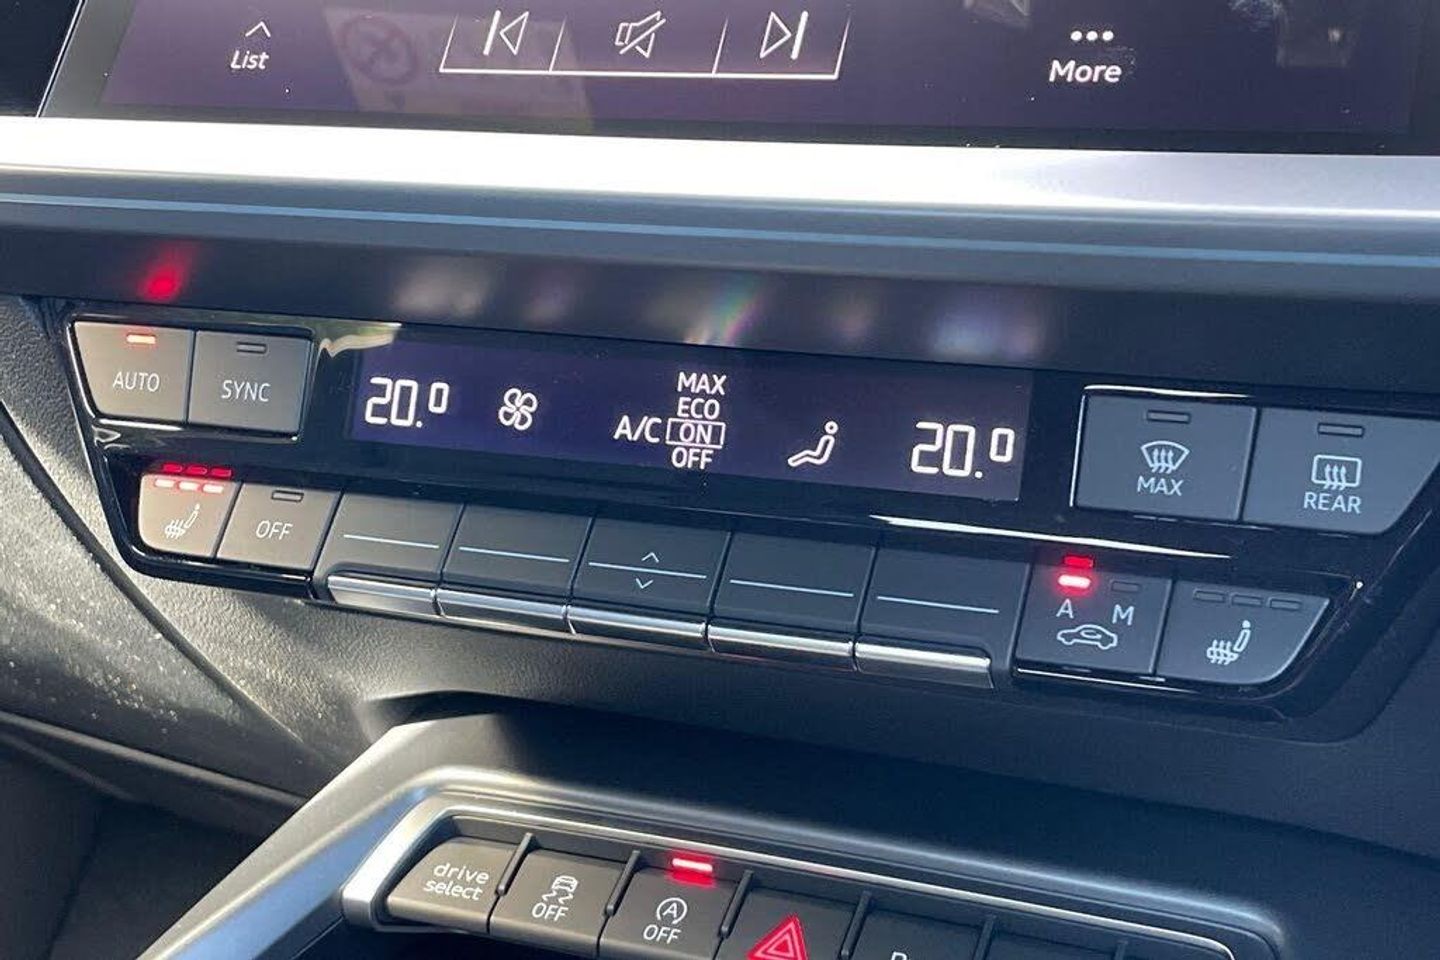 List
More
AUTO
SYNC
20.0
A/C
MAX
ECO
ON
OFF
20.0
MAX
REAR
OFF
A
M
drive
select
OFF
A
OFF